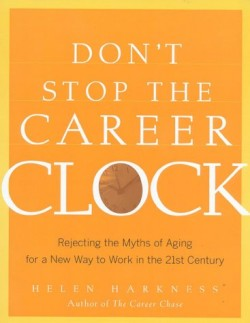 DON'T
STOP THE
CAREER
CLOCK
Rejecting the Myths of Aging
for a New Way to Work in the 21st Century
HELEN HARKNESS
Author of The Career Chase